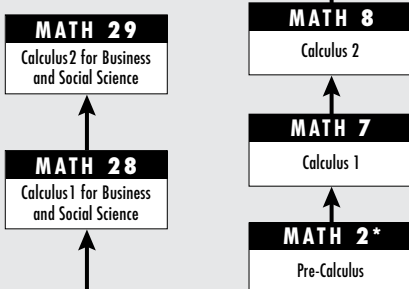 MATH 29
Calculus2 for Business
and Social Science
MATH 28
Calculus1 for Business
and Social Science
MATH 8
Calculus 2
MATH 7
Calculus 1
MATH 2*
Pre-Calculus